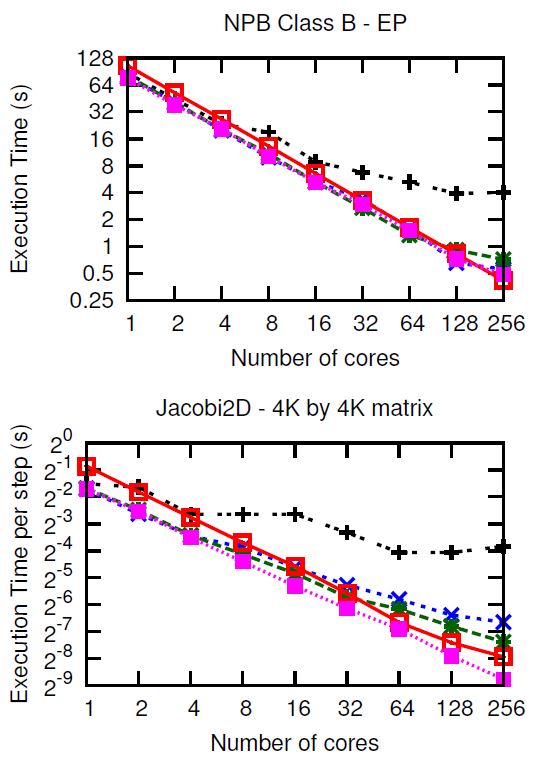 NPB Class B - EP
Execution Time (s)
128
64
32
16
8
4
2
1
0.5
0.25
1 2 4 8 16 32 64 128 256
Number of cores
Jacobi2D - 4K by 4K matrix
Execution Time per step (s)
2^0
2^-1
2^-2
2^-3
2^-4
2^-5
2^-6
2^-7
2^-8
2^-9
1 2 4 8 16 32 64 128 256
Number of cores